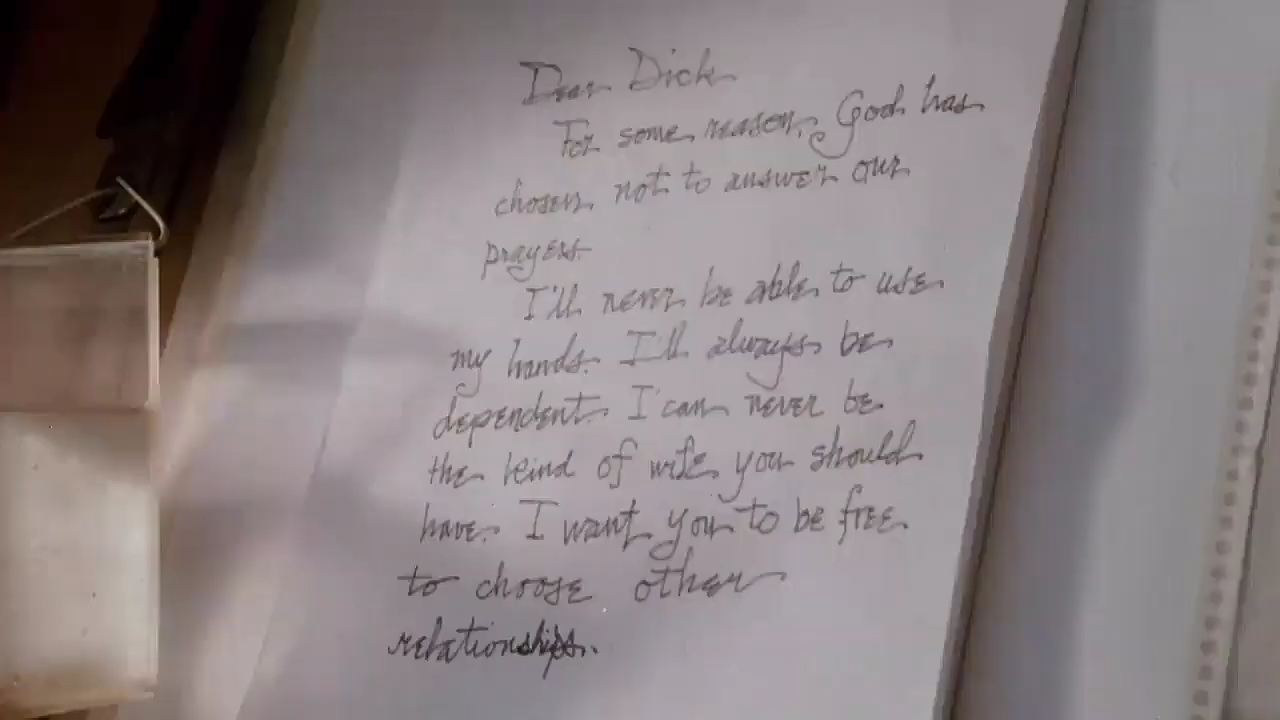 Dear Dick
For some reason, God has
chosen not to answer our
prayers.
I'll never be able to use
my hands. I'll always be
dependent. I can never be
the kind of wife you should
have. I want you to be free
to choose other
relationships.